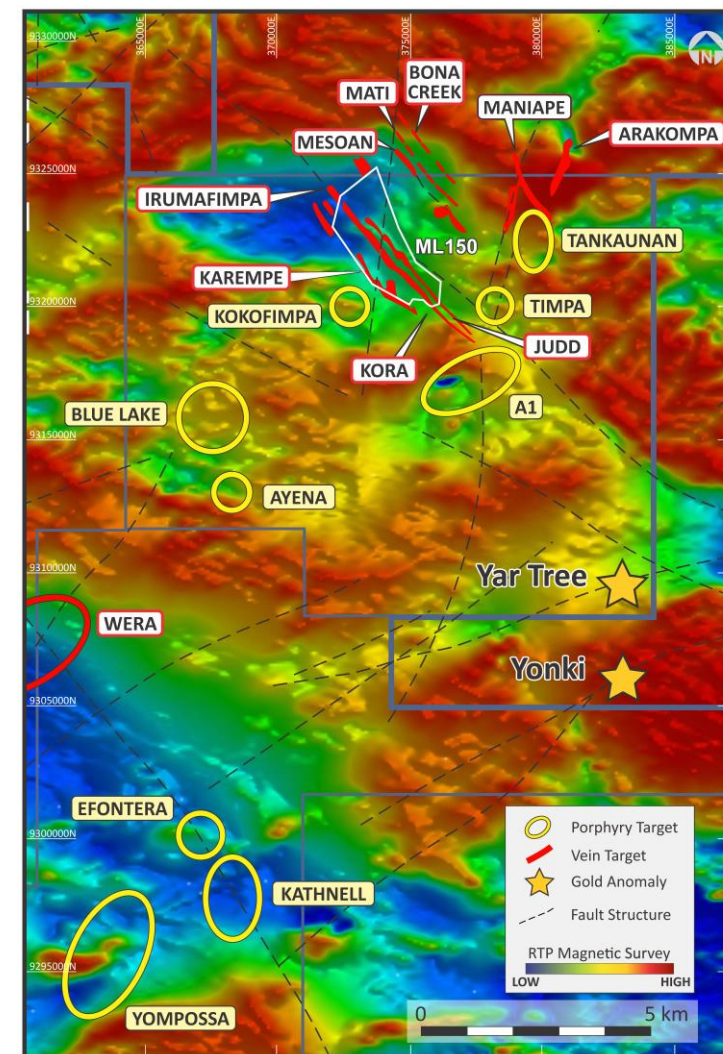 365000E
370000E
375000E
380000E
385000E
9330000N
N
BONA
CREEK
MATI
MANIAPE
MESOAN
ARAKOMPA
9325000N
IRUMAFIMPA
ML150
TANKAUNAN
KAREMPE
9320000N
KOKOFIMPA
TIMPA
KORA
JUDD
A1
BLUE LAKE
9315000N
AYENA
9310000N
Yar Tree
WERA
Yonki
9305000N
EFONTERA
9300000N
KATHNELL
9295000N
YOMPOSSA
Porphyry Target
Vein Target
Gold Anomaly
Fault Structure
RTP Magnetic Survey
LOW
HIGH
0
5 km